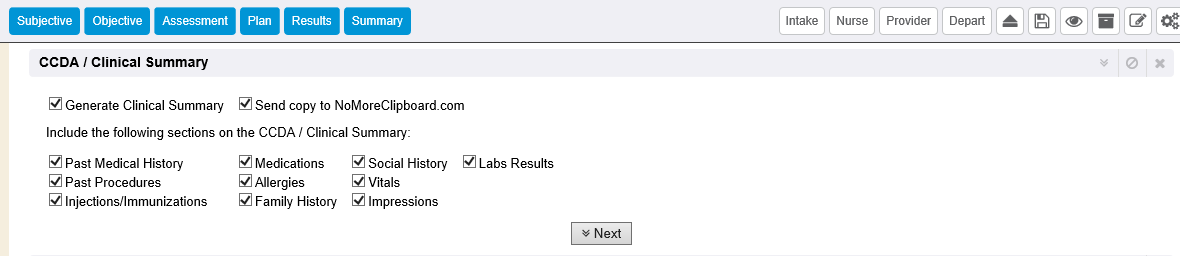 Subjective Objective Assessment Plan Results Summary Intake Nurse Provider Depart
CCDA / Clinical Summary
Generate Clinical Summary Send copy to NoMoreClipboard.com
Include the following sections on the CCDA / Clinical Summary:
Past Medical History Medications Social History Labs Results
Past Procedures Allergies Vitals
Injections/Immunizations Family History Impressions
Next